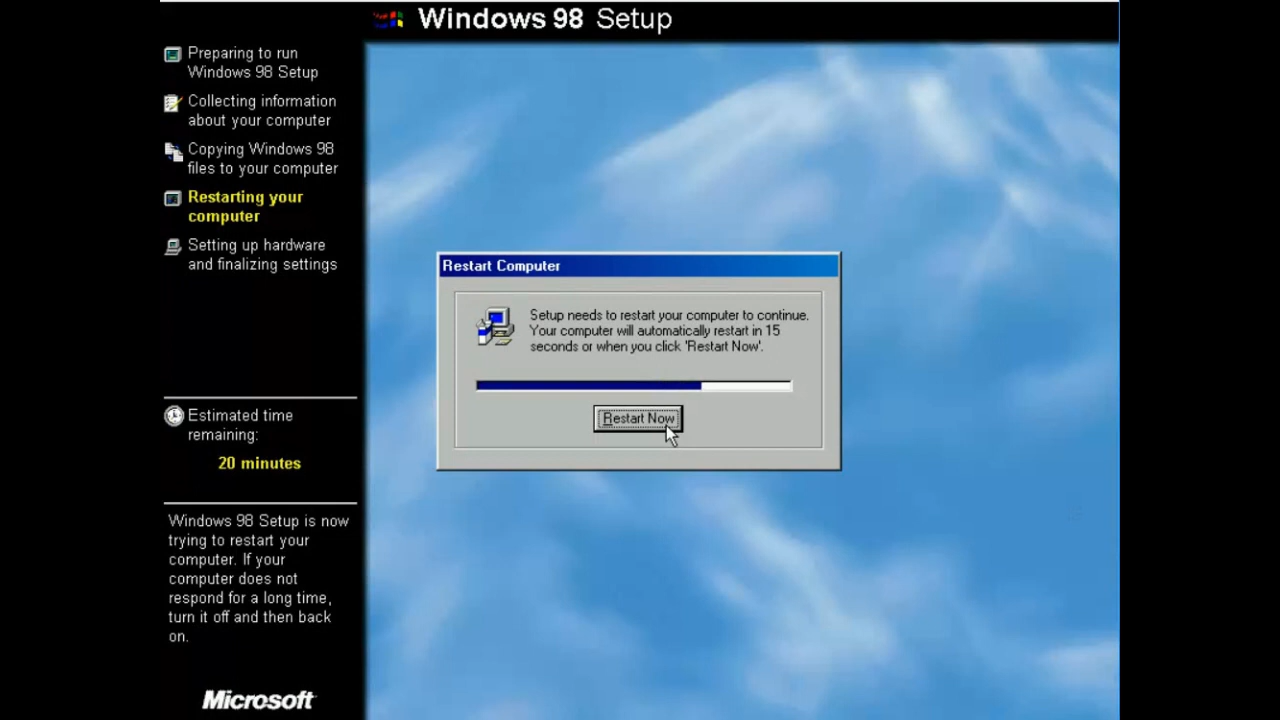 Windows 98 Setup
Preparing to run
Windows 98 Setup
Collecting information
about your computer
Copying Windows 98
files to your computer
Restarting your
computer
Setting up hardware
and finalizing settings
Restart Computer
Setup needs to restart your computer to continue.
Your computer will automatically restart in 15
seconds or when you click 'Restart Now'.
Restart Now
Estimated time
remaining:
20 minutes
Windows 98 Setup is now
trying to restart your
computer. If your
computer does not
respond for a long time,
turn it off and then back
on.
Microsoft